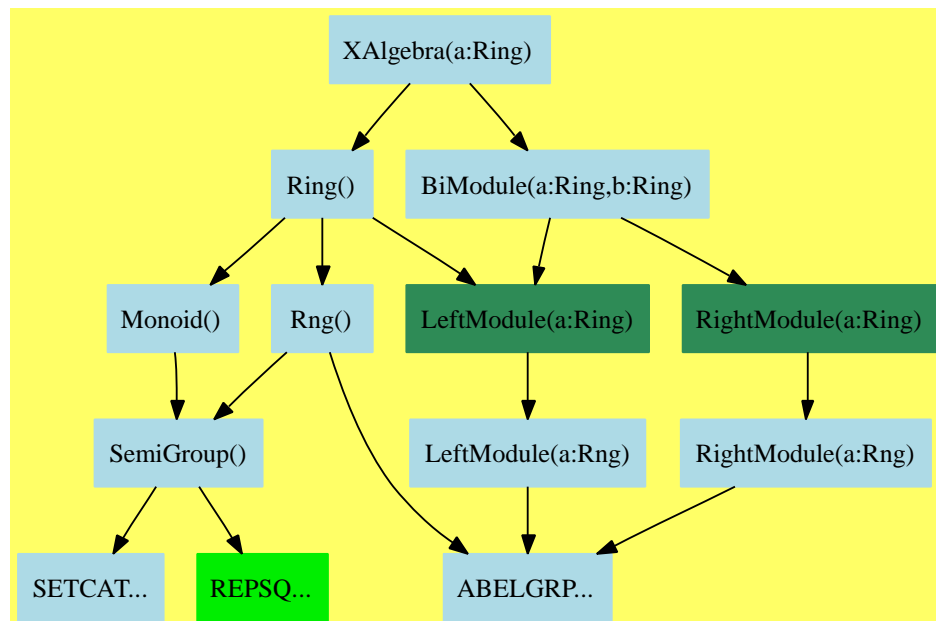 XAlgebra(a:Ring)
Ring()
BiModule(a:Ring,b:Ring)
Monoid()
Rng()
LeftModule(a:Ring)
RightModule(a:Ring)
SemiGroup()
LeftModule(a:Rng)
RightModule(a:Rng)
SETCAT...
REPSQ...
ABELGRP...